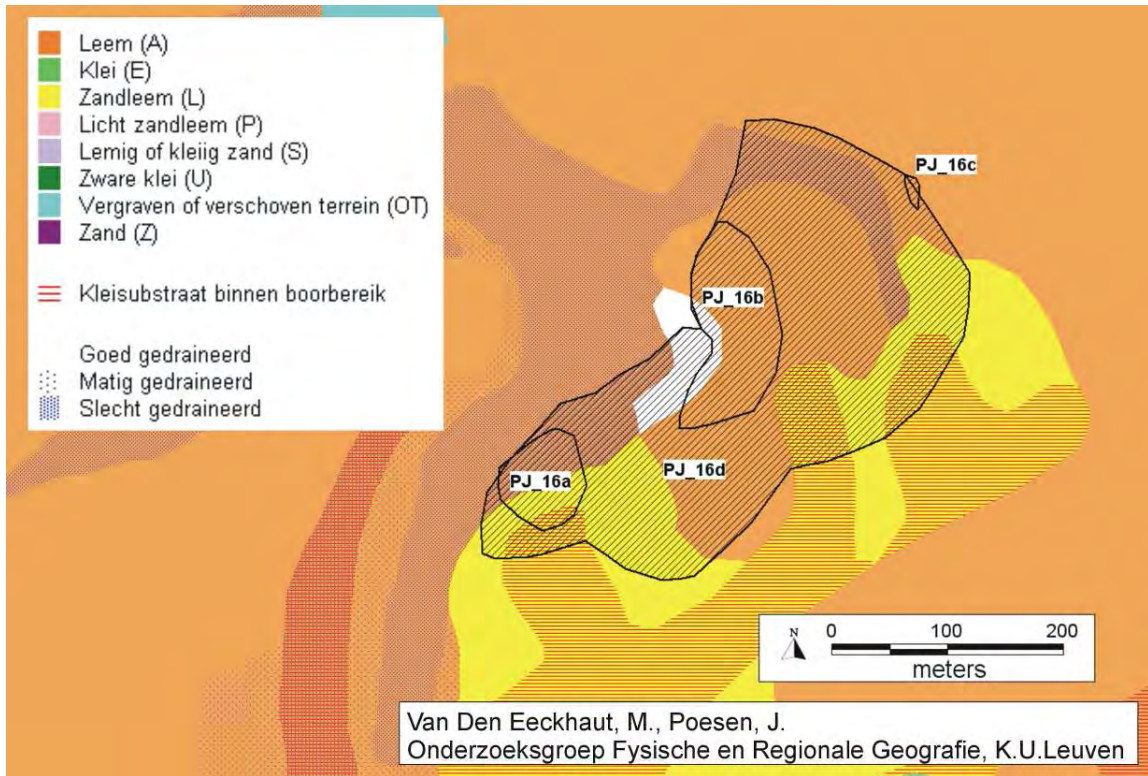 Leem (A)
Klei (E)
Zandleem (L)
Licht zandleem (P)
Lemig of kleiig zand (S)
Zware klei (U)
Vergraven of verschoven terrein (OT)
Zand (Z)
Kleisubstraat binnen boorbereik
Goed gedraineerd
Matig gedraineerd
Slecht gedraineerd
PJ_16c
PJ_16b
PJ_16a
PJ_16d
N
0 100 200
meters
Van Den Eeckhaut, M., Poesen, J.
Onderzoeksgroep Fysische en Regionale Geografie, K.U.Leuven